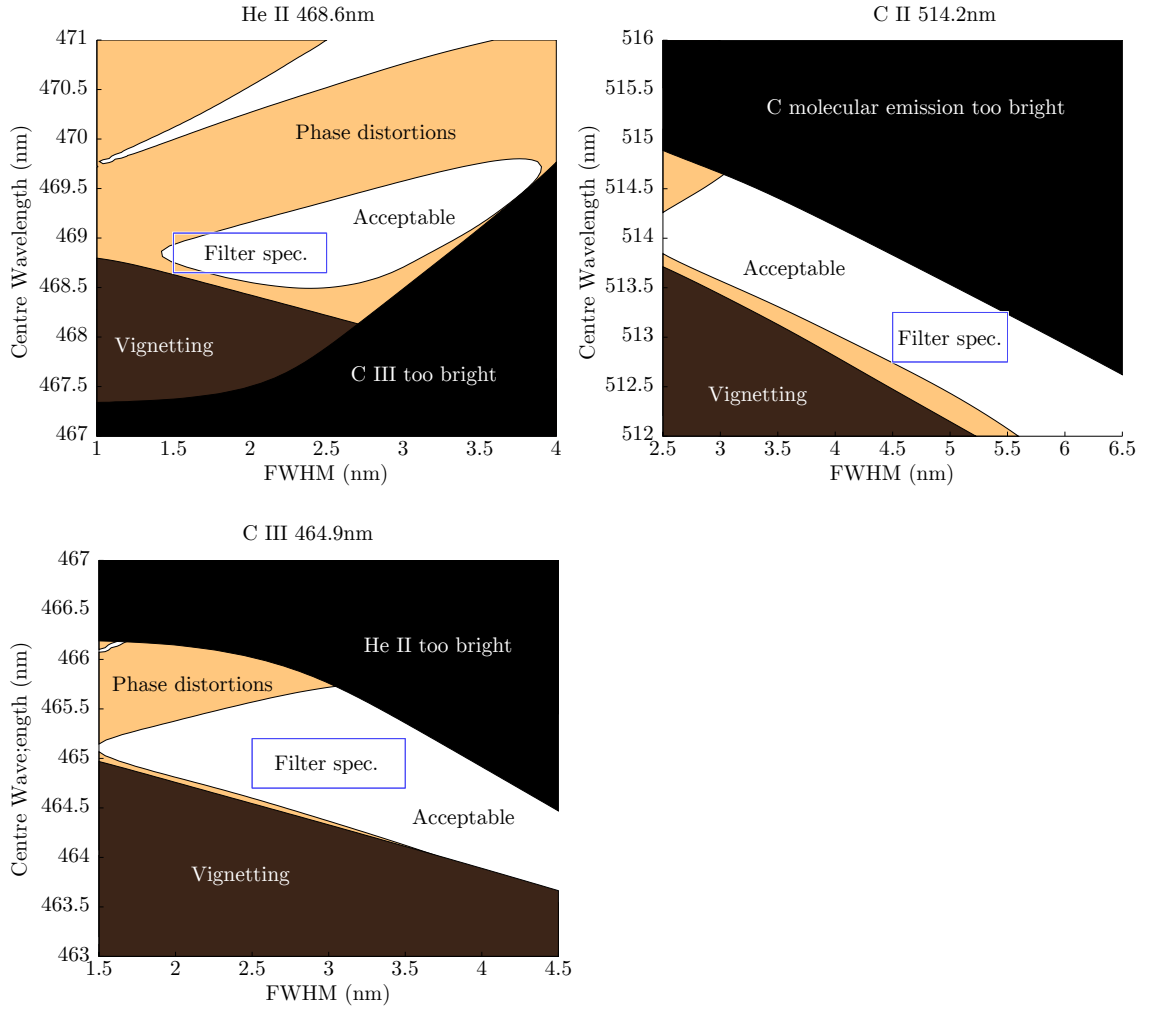 He II 468.6nm
471
470.5
470
469.5
469
468.5
468
467.5
467
Centre Wavelength (nm)
Phase distortions
Acceptable
Filter spec.
Vignetting
C III too bright
1
1.5
2
2.5
3
3.5
4
FWHM (nm)
C II 514.2nm
516
515.5
515
514.5
514
513.5
513
512.5
512
Centre Wavelength (nm)
C molecular emission too bright
Acceptable
Filter spec.
Vignetting
2.5
3
3.5
4
4.5
5
5.5
6
6.5
FWHM (nm)
C III 464.9nm
467
466.5
466
465.5
465
464.5
464
463.5
463
Centre Wave;ength (nm)
He II too bright
Phase distortions
Filter spec.
Acceptable
Vignetting
1.5
2
2.5
3
3.5
4
4.5
FWHM (nm)